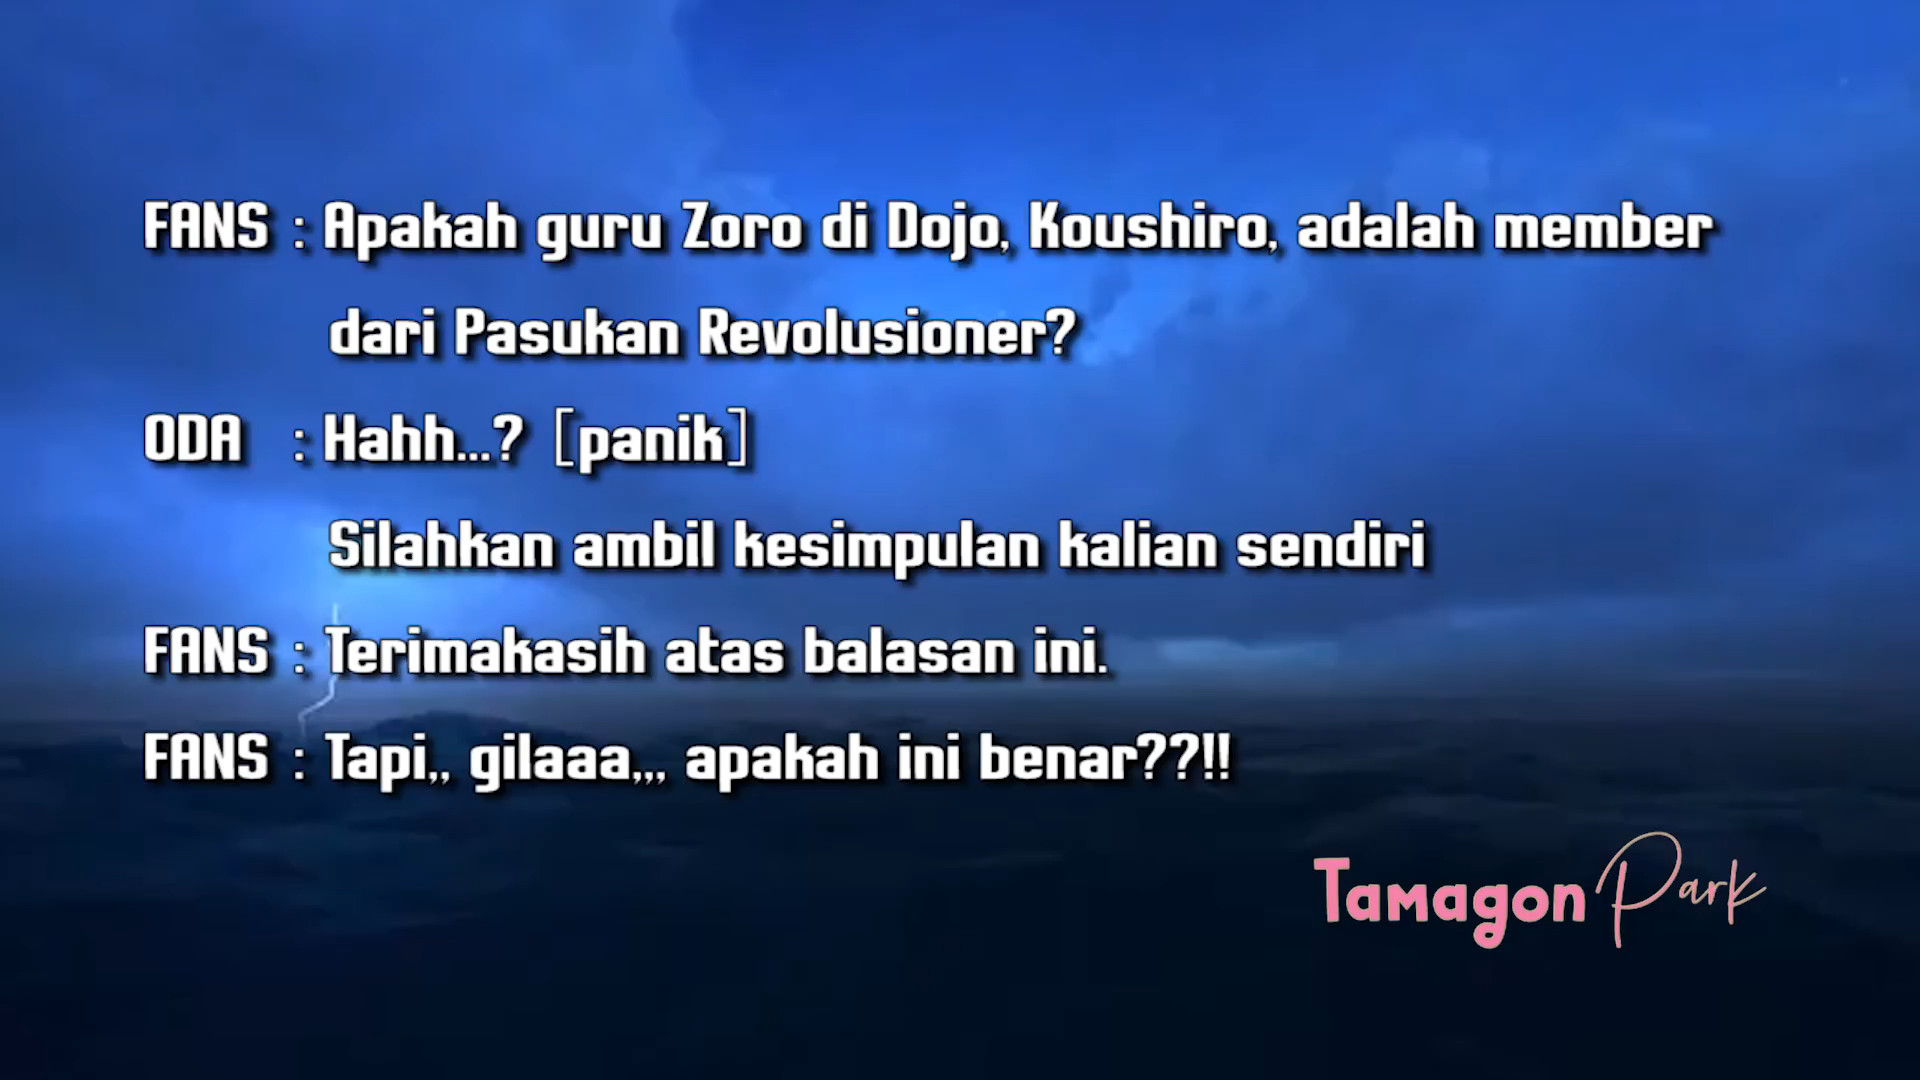 FANS : Apakah guru Zoro di Dojo, Koushiro, adalah member
dari Pasukan Revolusioner?
ODA : Hahh...? [panik]
Silahkan ambil kesimpulan kalian sendiri
FANS : Terimakasih atas balasan ini.
FANS : Tapi,, gilaaa,,, apakah ini benar??!!
Tamagon Park